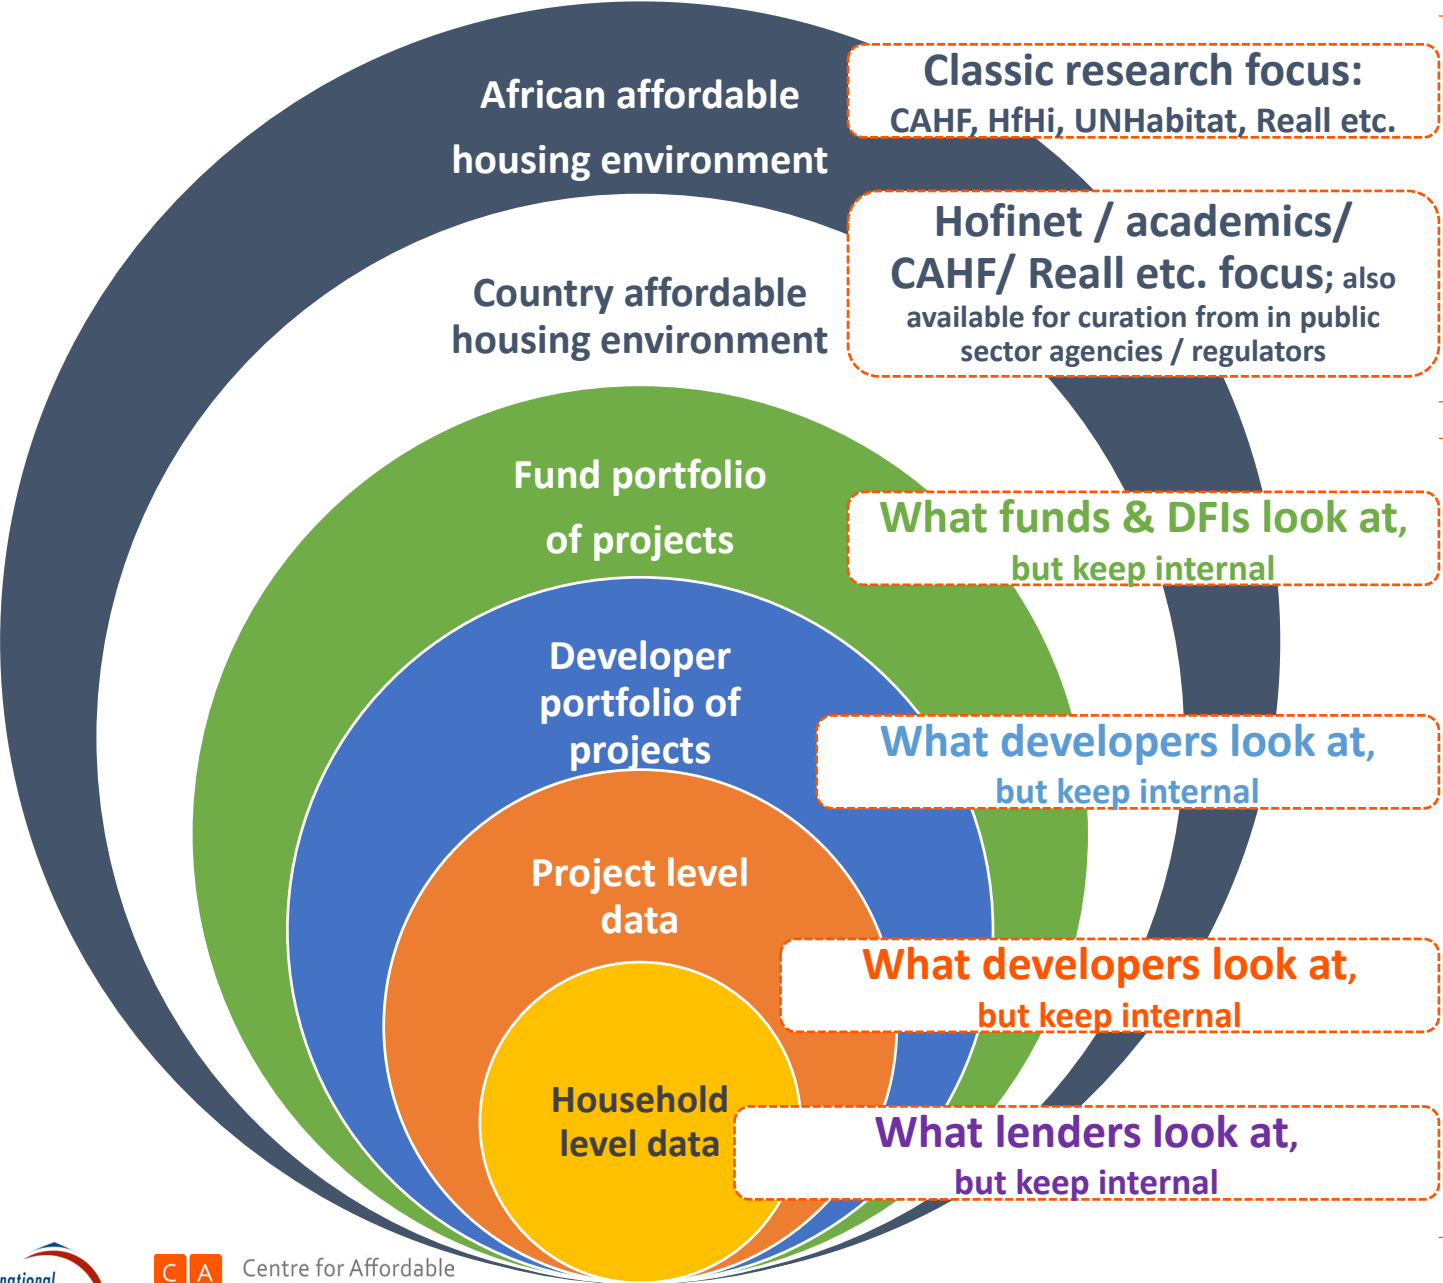 African affordable
housing environment
Classic research focus:
CAHF, HfHi, UNHabitat, Reall etc.
Country affordable
housing environment
Hofinet / academics/
CAHF/ Reall etc. focus; also
available for curation from in public
sector agencies / regulators
Fund portfolio
of projects
What funds & DFIs look at,
but keep internal
Developer
portfolio of
projects
What developers look at,
but keep internal
Project level
data
What developers look at,
but keep internal
Household
level data
What lenders look at,
but keep internal
C A
Centre for Affordable